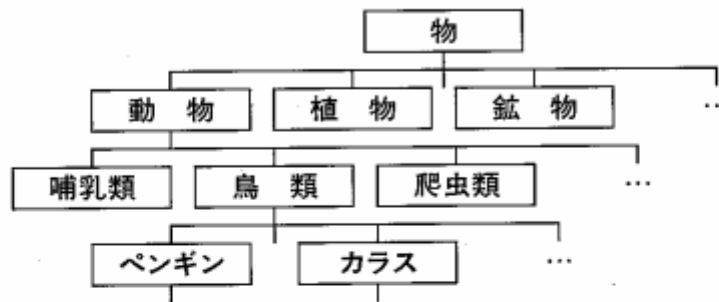 物
動物 植物 鉱物 ‥
哺乳類 鳥類 爬虫類 …
ペンギン カラス …